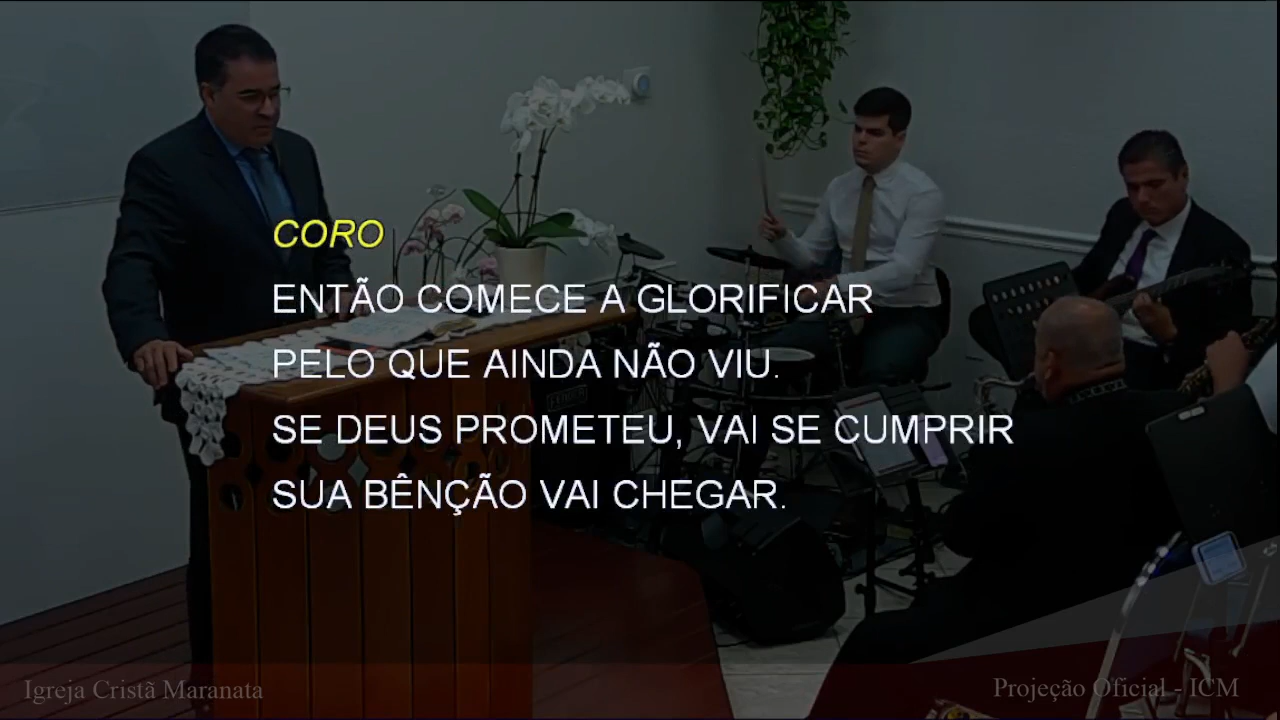 CORO
ENTÃO COMECE A GLORIFICAR
PELO QUE AINDA NÃO VIU.
SE DEUS PROMETEU, VAI SE CUMPRIR
SUA BÊNÇÃO VAI CHEGAR.
Igreja Cristã Maranata
Projeção Oficial - ICM